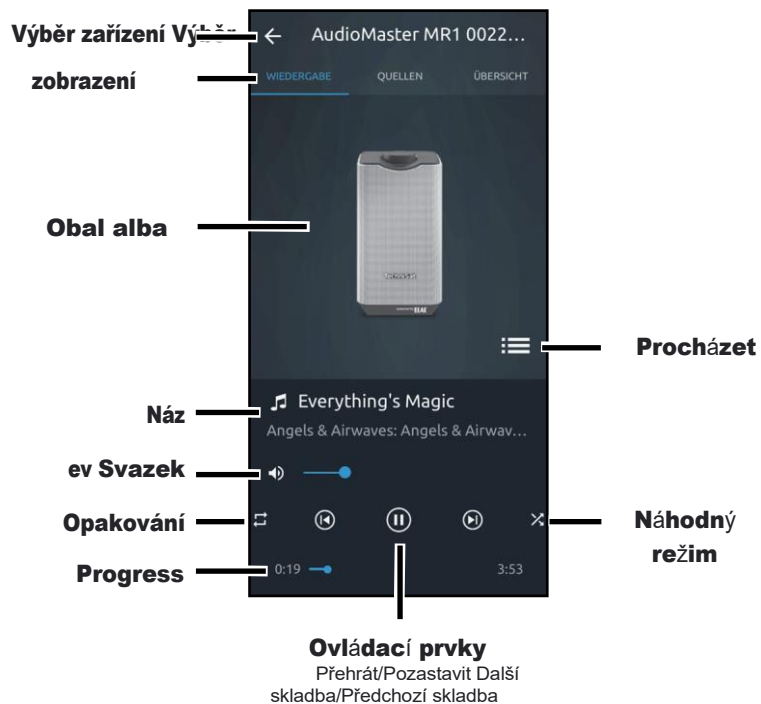 Výběr zařízení Výběr
zobrazení
Obal alba
Náz
ev Svazek
Opakování
Progress
AudioMaster MR1 0022...
WIEDERGABE QUELLEN ÜBERSICHT
TechniSat
ELAC
Everything's Magic
Angels & Airwaves: Angels & Airwav...
0:19 3:53
Procházet
Náhodný
režim
Ovládací prvky
Přehrát/Pozastavit Další
skladba/Předchozí skladba